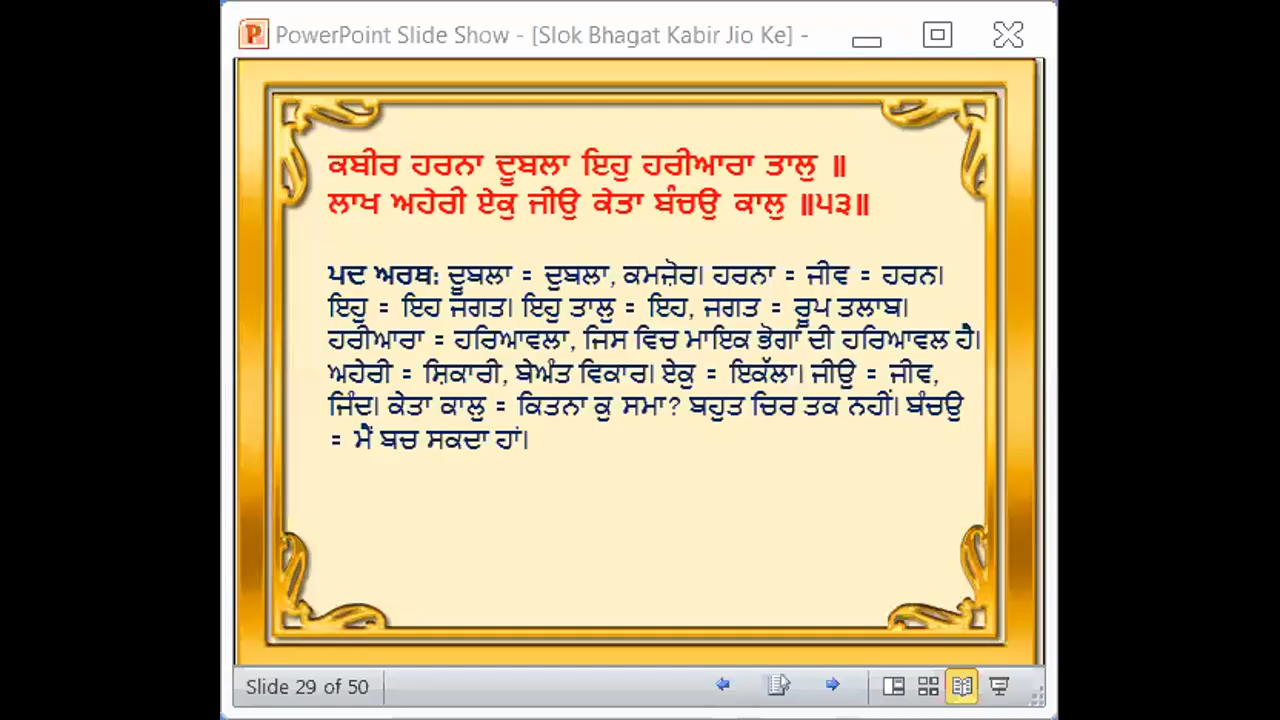 PowerPoint Slide Show - [Slok Bhagat Kabir Jio Ke] -
ਕਬੀਰ ਹਰਨਾ ਦੂਬਲਾ ਇਹੁ ਹਰੀਆਰਾ ਤਾਲੁ ॥
ਲਾਖ ਅਹੇਰੀ ਏਕੁ ਜੀਉ ਕੇਤਾ ਬੰਚਉ ਕਾਲੁ ॥੫੩॥
ਪਦ ਅਰਥ: ਦੂਬਲਾ = ਦੁਬਲਾ, ਕਮਜ਼ੋਰ। ਹਰਨਾ = ਜੀਵ = ਹਰਨ।
ਇਹੁ = ਇਹ ਜਗਤ। ਇਹੁ ਤਾਲੁ = ਇਹ, ਜਗਤ = ਰੂਪ ਤਲਾਬ।
ਹਰੀਆਰਾ = ਹਰਿਆਵਲਾ, ਜਿਸ ਵਿਚ ਮਾਇਕ ਭੋਗਾਂ ਦੀ ਹਰਿਆਵਲ ਹੈ।
ਅਹੇਰੀ = ਸ਼ਿਕਾਰੀ, ਬੇਅੰਤ ਵਿਕਾਰ। ਏਕੁ = ਇਕੱਲਾ। ਜੀਉ = ਜੀਵ,
ਜਿੰਦ। ਕੇਤਾ ਕਾਲੁ = ਕਿਤਨਾ ਕੁ ਸਮਾ? ਬਹੁਤ ਚਿਰ ਤਕ ਨਹੀਂ। ਬੰਚਉ
= ਮੈਂ ਬਚ ਸਕਦਾ ਹਾਂ।
Slide 29 of 50